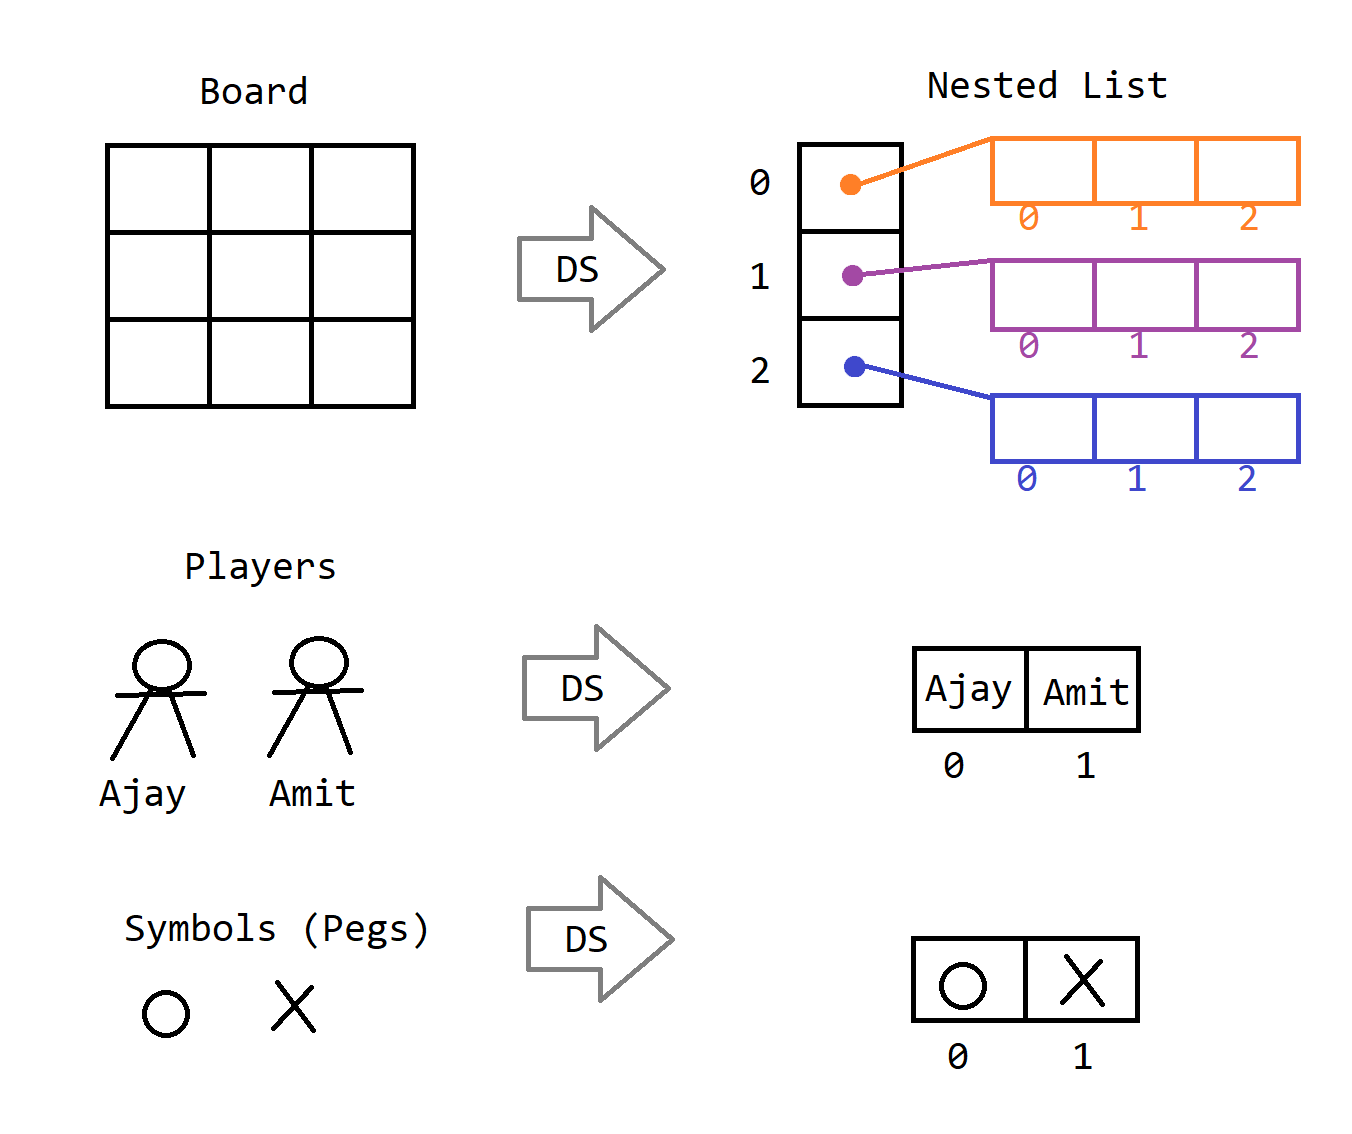 Board
Nested List
DS
0
0 1 2
1
0 1 2
2
0 1 2
Players
DS
Ajay Amit
0 1
Ajay Amit
Symbols (Pegs)
DS
O X
O X
0 1